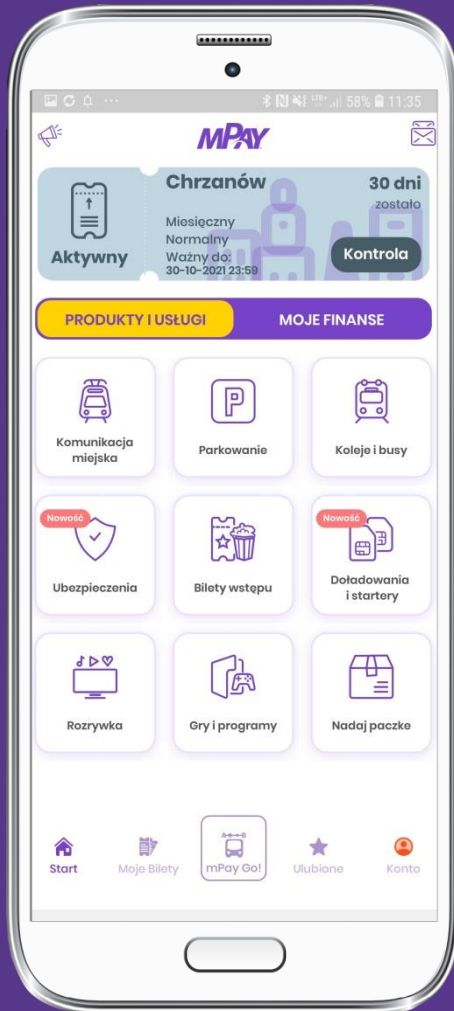 58% 11:35
mPAY
Chrzanów
30 dni
zostało
Miesięczny
Normalny
Ważny do:
30-10-2021 23:59
Aktywny
Kontrola
PRODUKTY I USŁUGI
MOJE FINANSE
Komunikacja
miejska
P
Parkowanie
Koleje i busy
Nowość
Ubezpieczenia
Bilety wstępu
Nowość
Doładowania
i startery
Rozrywka
Gry i programy
Nadaj paczke
Start
Moje Bilety
mPay Go!
Ulubione
Konto